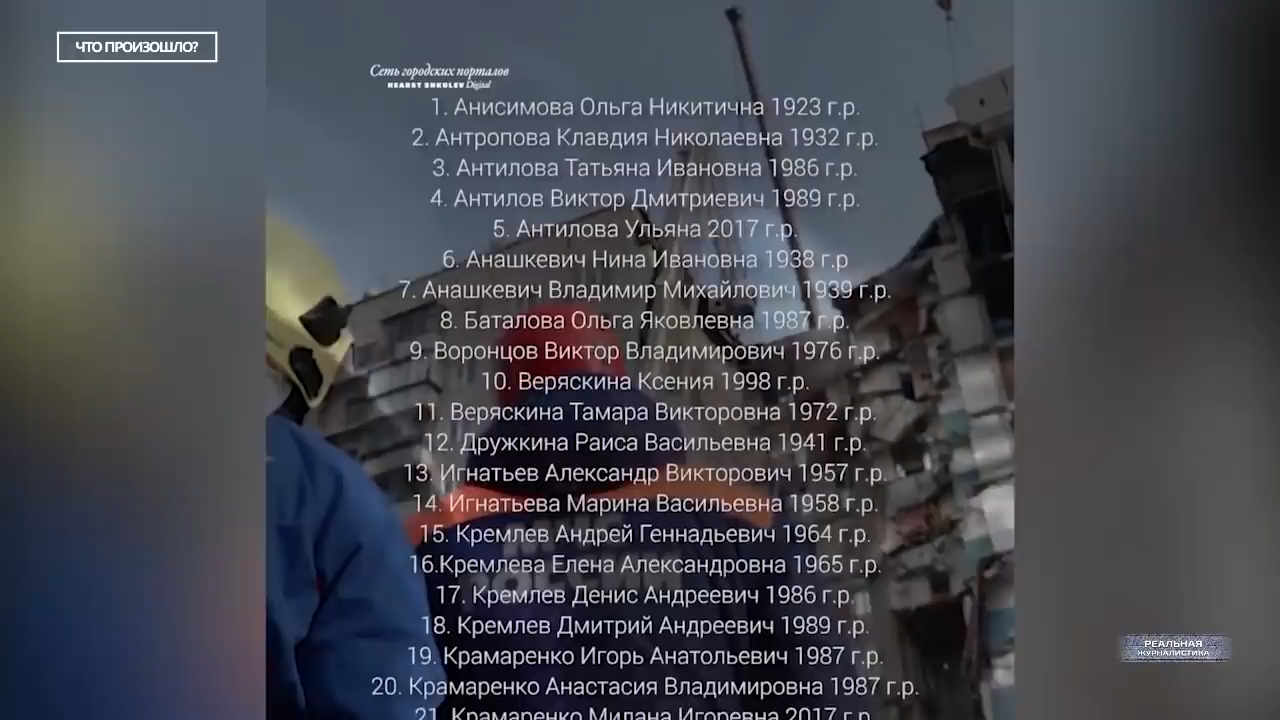 ЧТО ПРОИЗОШЛО?
Сеть городских порталов
HEARST SHKULEV Digital
1. Анисимова Ольга Никитична 1923 г.р.
2. Антропова Клавдия Николаевна 1932 г.р.
3. Антилова Татьяна Ивановна 1986 г.р.
4. Антилов Виктор Дмитриевич 1989 г.р.
5. Антилова Ульяна 2017 г.р.
6. Анашкевич Нина Ивановна 1938 г.р
7. Анашкевич Владимир Михайлович 1939 г.р.
8. Баталова Ольга Яковлевна 1987 г.р.
9. Воронцов Виктор Владимирович 1976 г.р.
10. Веряскина Ксения 1998 г.р.
11. Веряскина Тамара Викторовна 1972 г.р.
12. Дружкина Раиса Васильевна 1941 г.р.
13. Игнатьев Александр Викторович 1957 г.р.
14. Игнатьева Марина Васильевна 1958 г.р.
15. Кремлев Андрей Геннадьевич 1964 г.р.
16.Кремлева Елена Александровна 1965 г.р.
17. Кремлев Денис Андреевич 1986 г.р.
18. Кремлев Дмитрий Андреевич 1989 г.р.
19. Крамаренко Игорь Анатольевич 1987 г.р.
20. Крамаренко Анастасия Владимировна 1987 г.р.
21. Крамаренко Милана Игоревна 2017 г.р.
РЕАЛЬНАЯ
ЖУРНАЛИСТИКА